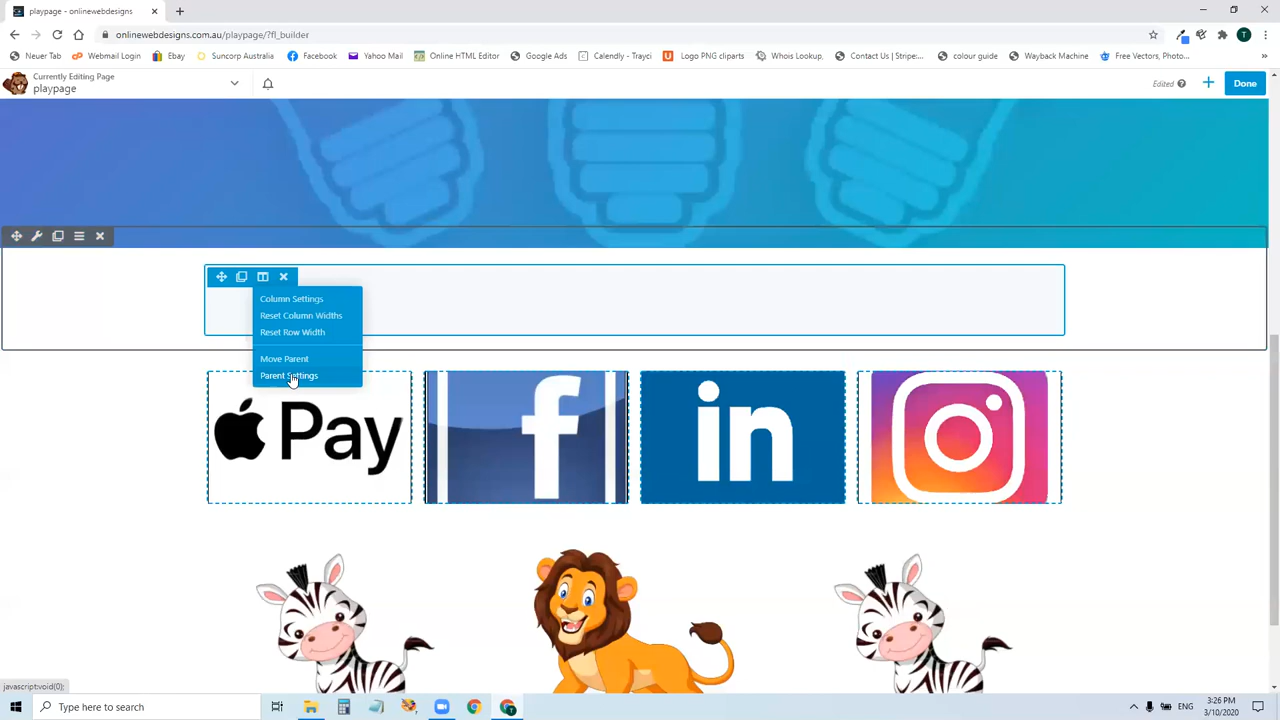 playpage - onlinewebdesigns.com
onlinewebdesigns.com.au/playpage/?fl_builder
Neuer Tab
Webmail Login
Ebay
Suncorp Australia
Facebook
Yahoo Mail
Online HTML Editor
Google Ads
Calendly - Trayci
Logo PNG cliparts
Whois Lookup,
Contact Us | Stripe:...
colour guide
Wayback Machine
Free Vectors, Photo...
Currently Editing Page
playpage
Edited
Done
Column Settings
Reset Column Widths
Reset Row Width
Move Parent
Parent Settings
Pay
f
in
javascript:void(0);
Type here to search
ENG
3:26 PM
3/10/2020